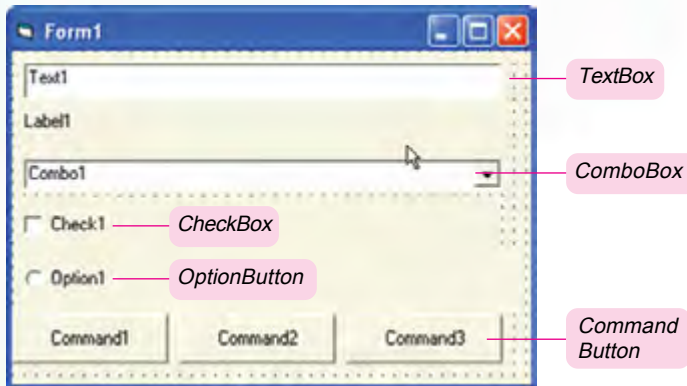 Form1
Text1
TextBox
Label1
Combo1
ComboBox
Check1
CheckBox
Option1
OptionButton
Command1
Command2
Command3
Command
Button